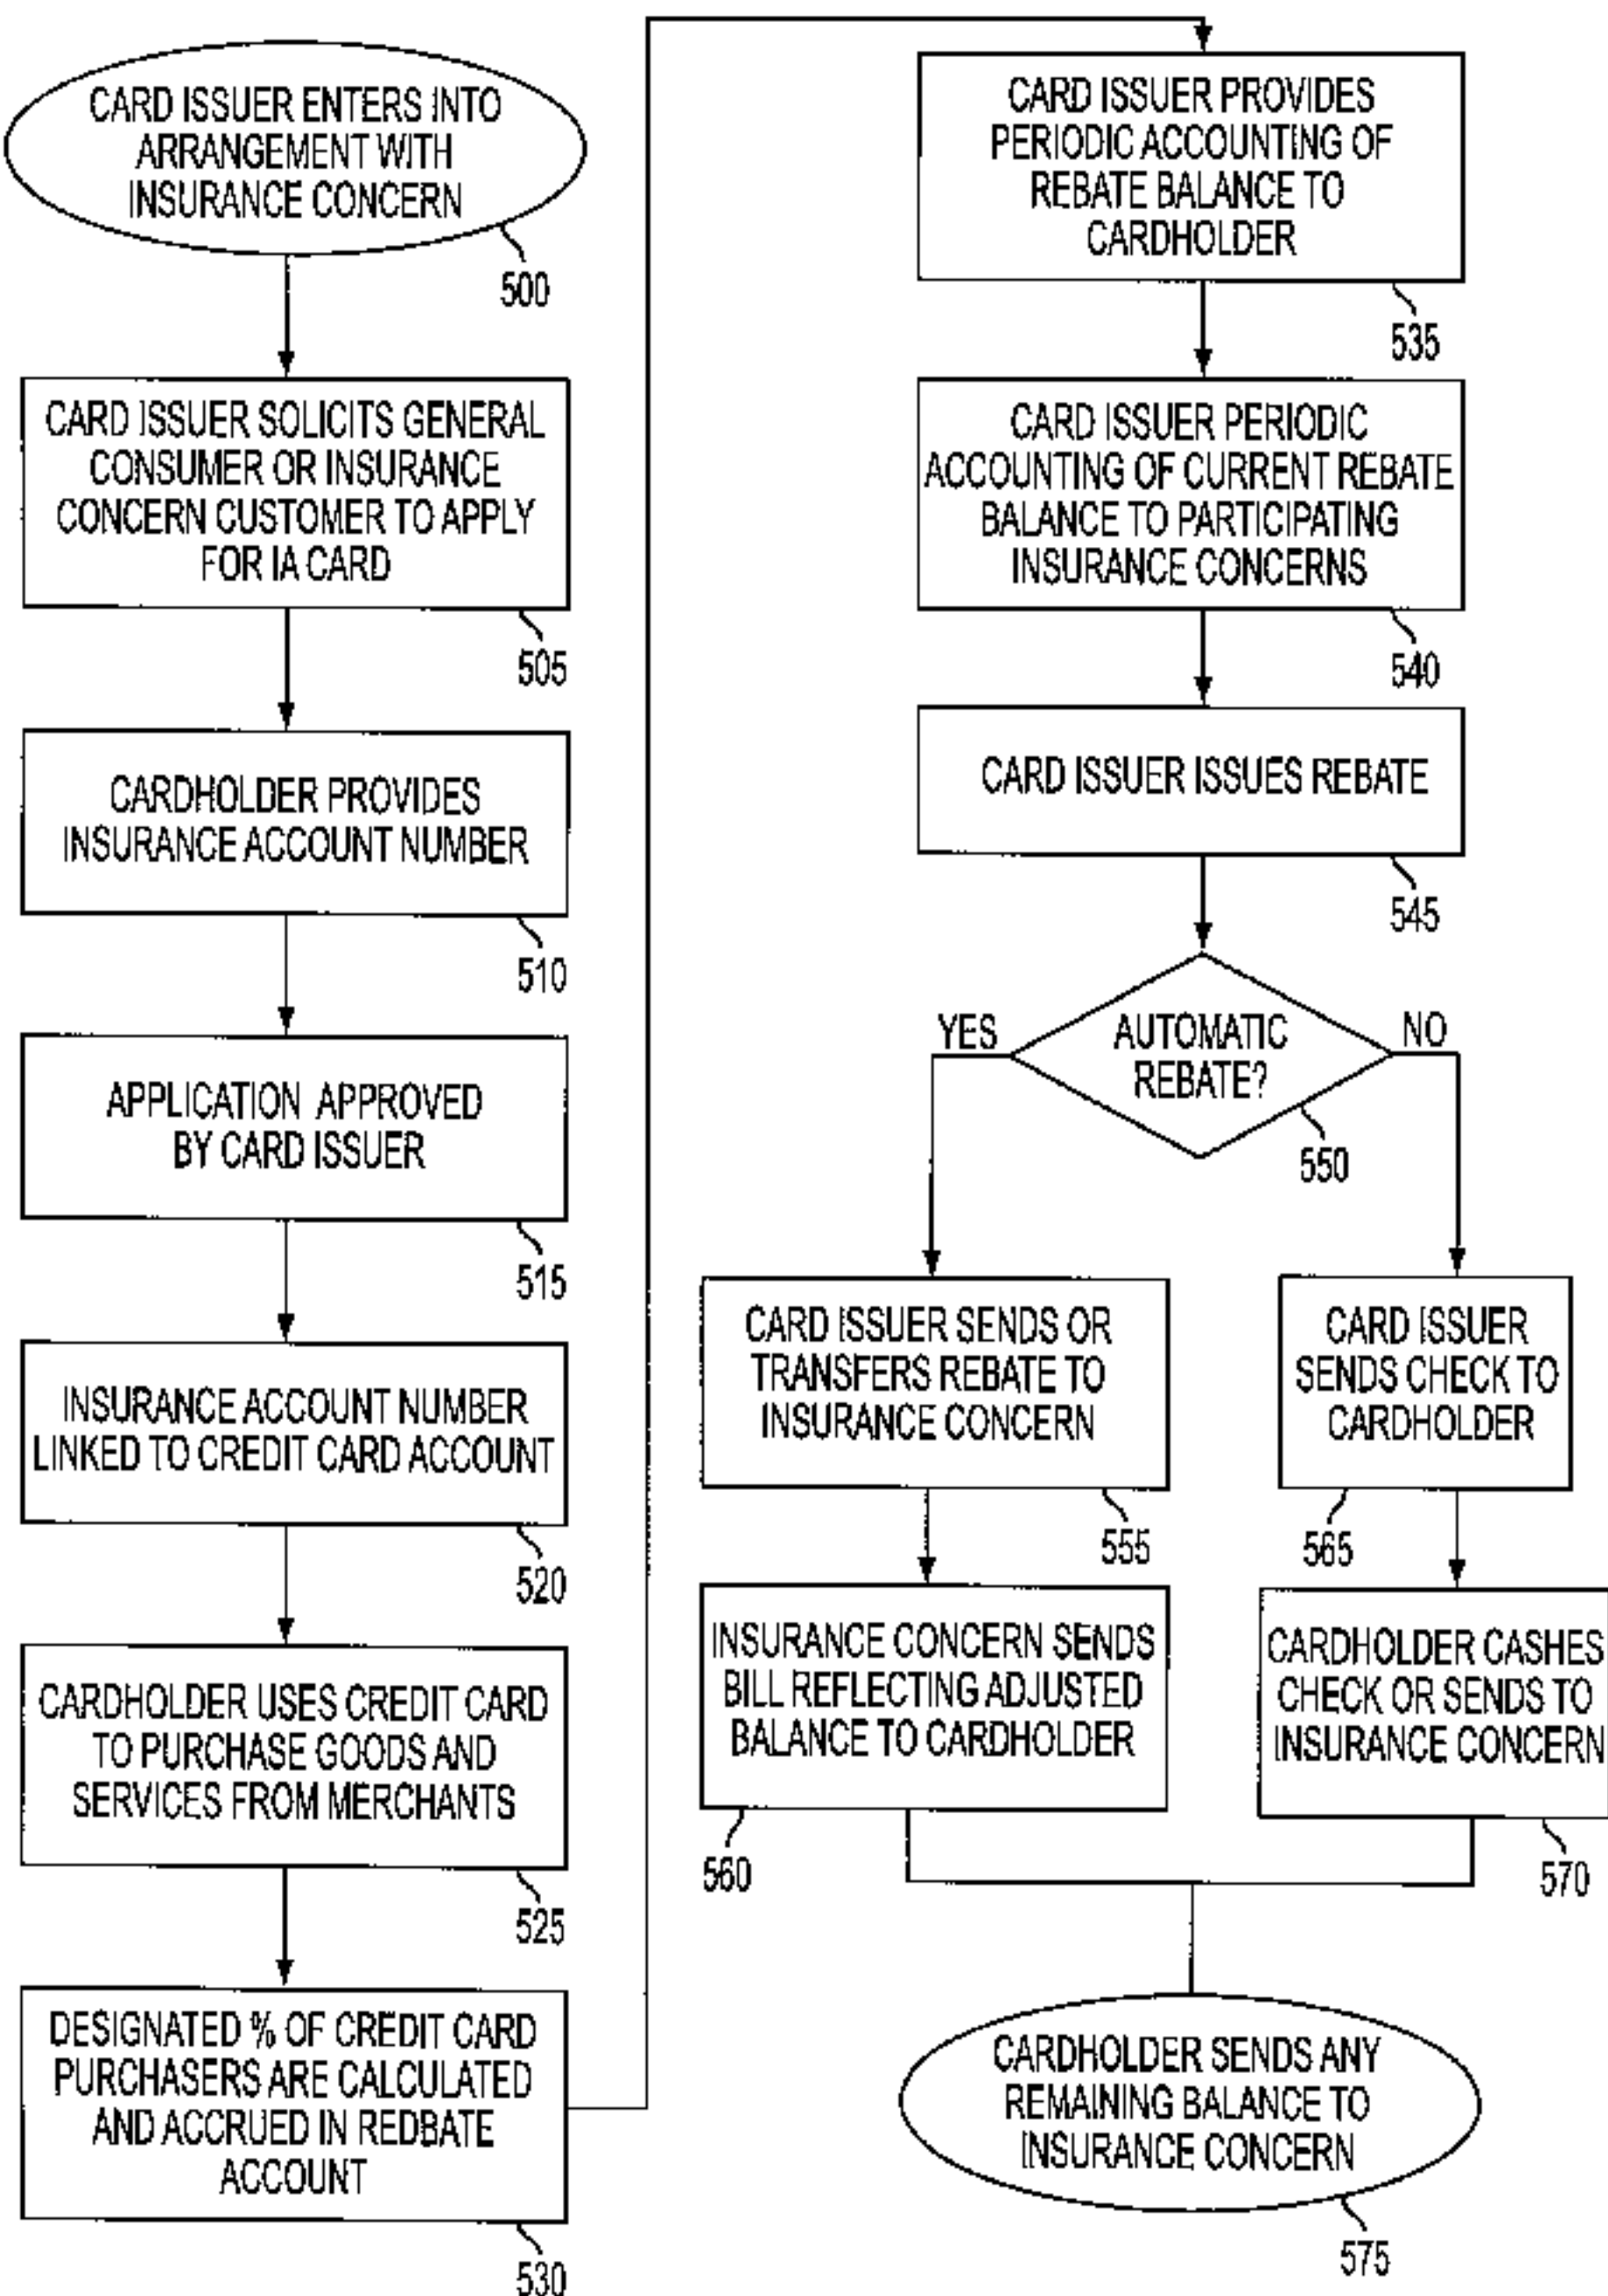 CARD ISSUER ENTERS INTO
ARRANGEMENT WITH
INSURANCE CONCERN
500
CARD ISSUER SOLICITS GENERAL
CONSUMER OR INSURANCE
CONCERN CUSTOMER TO APPLY
FOR IA CARD
505
CARDHOLDER PROVIDES
INSURANCE ACCOUNT NUMBER
510
APPLICATION APPROVED
BY CARD ISSUER
515
INSURANCE ACCOUNT NUMBER
LINKED TO CREDIT CARD ACCOUNT
520
CARDHOLDER USES CREDIT CARD
TO PURCHASE GOODS AND
SERVICES FROM MERCHANTS
525
DESIGNATED % OF CREDIT CARD
PURCHASERS ARE CALCULATED
AND ACCRUED IN REDBATE
ACCOUNT
530
CARD ISSUER PROVIDES
PERIODIC ACCOUNTING OF
REBATE BALANCE TO
CARDHOLDER
535
CARD ISSUER PERIODIC
ACCOUNTING OF CURRENT REBATE
BALANCE TO PARTICIPATING
INSURANCE CONCERNS
540
CARD ISSUER ISSUES REBATE
545
YES
AUTOMATIC
REBATE?
NO
550
CARD ISSUER SENDS OR
TRANSFERS REBATE TO
INSURANCE CONCERN
555
INSURANCE CONCERN SENDS
BILL REFLECTING ADJUSTED
BALANCE TO CARDHOLDER
560
CARD ISSUER
SENDS CHECK TO
CARDHOLDER
565
CARDHOLDER CASHES
CHECK OR SENDS TO
INSURANCE CONCERN
570
CARDHOLDER SENDS ANY
REMAINING BALANCE TO
INSURANCE CONCERN
575